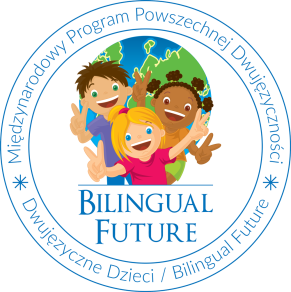 Międzynarodowy Program Powszechnej Dwujęzyczności
BILINGUAL
FUTURE
* Dwujęzyczne Dzieci / Bilingual Future *